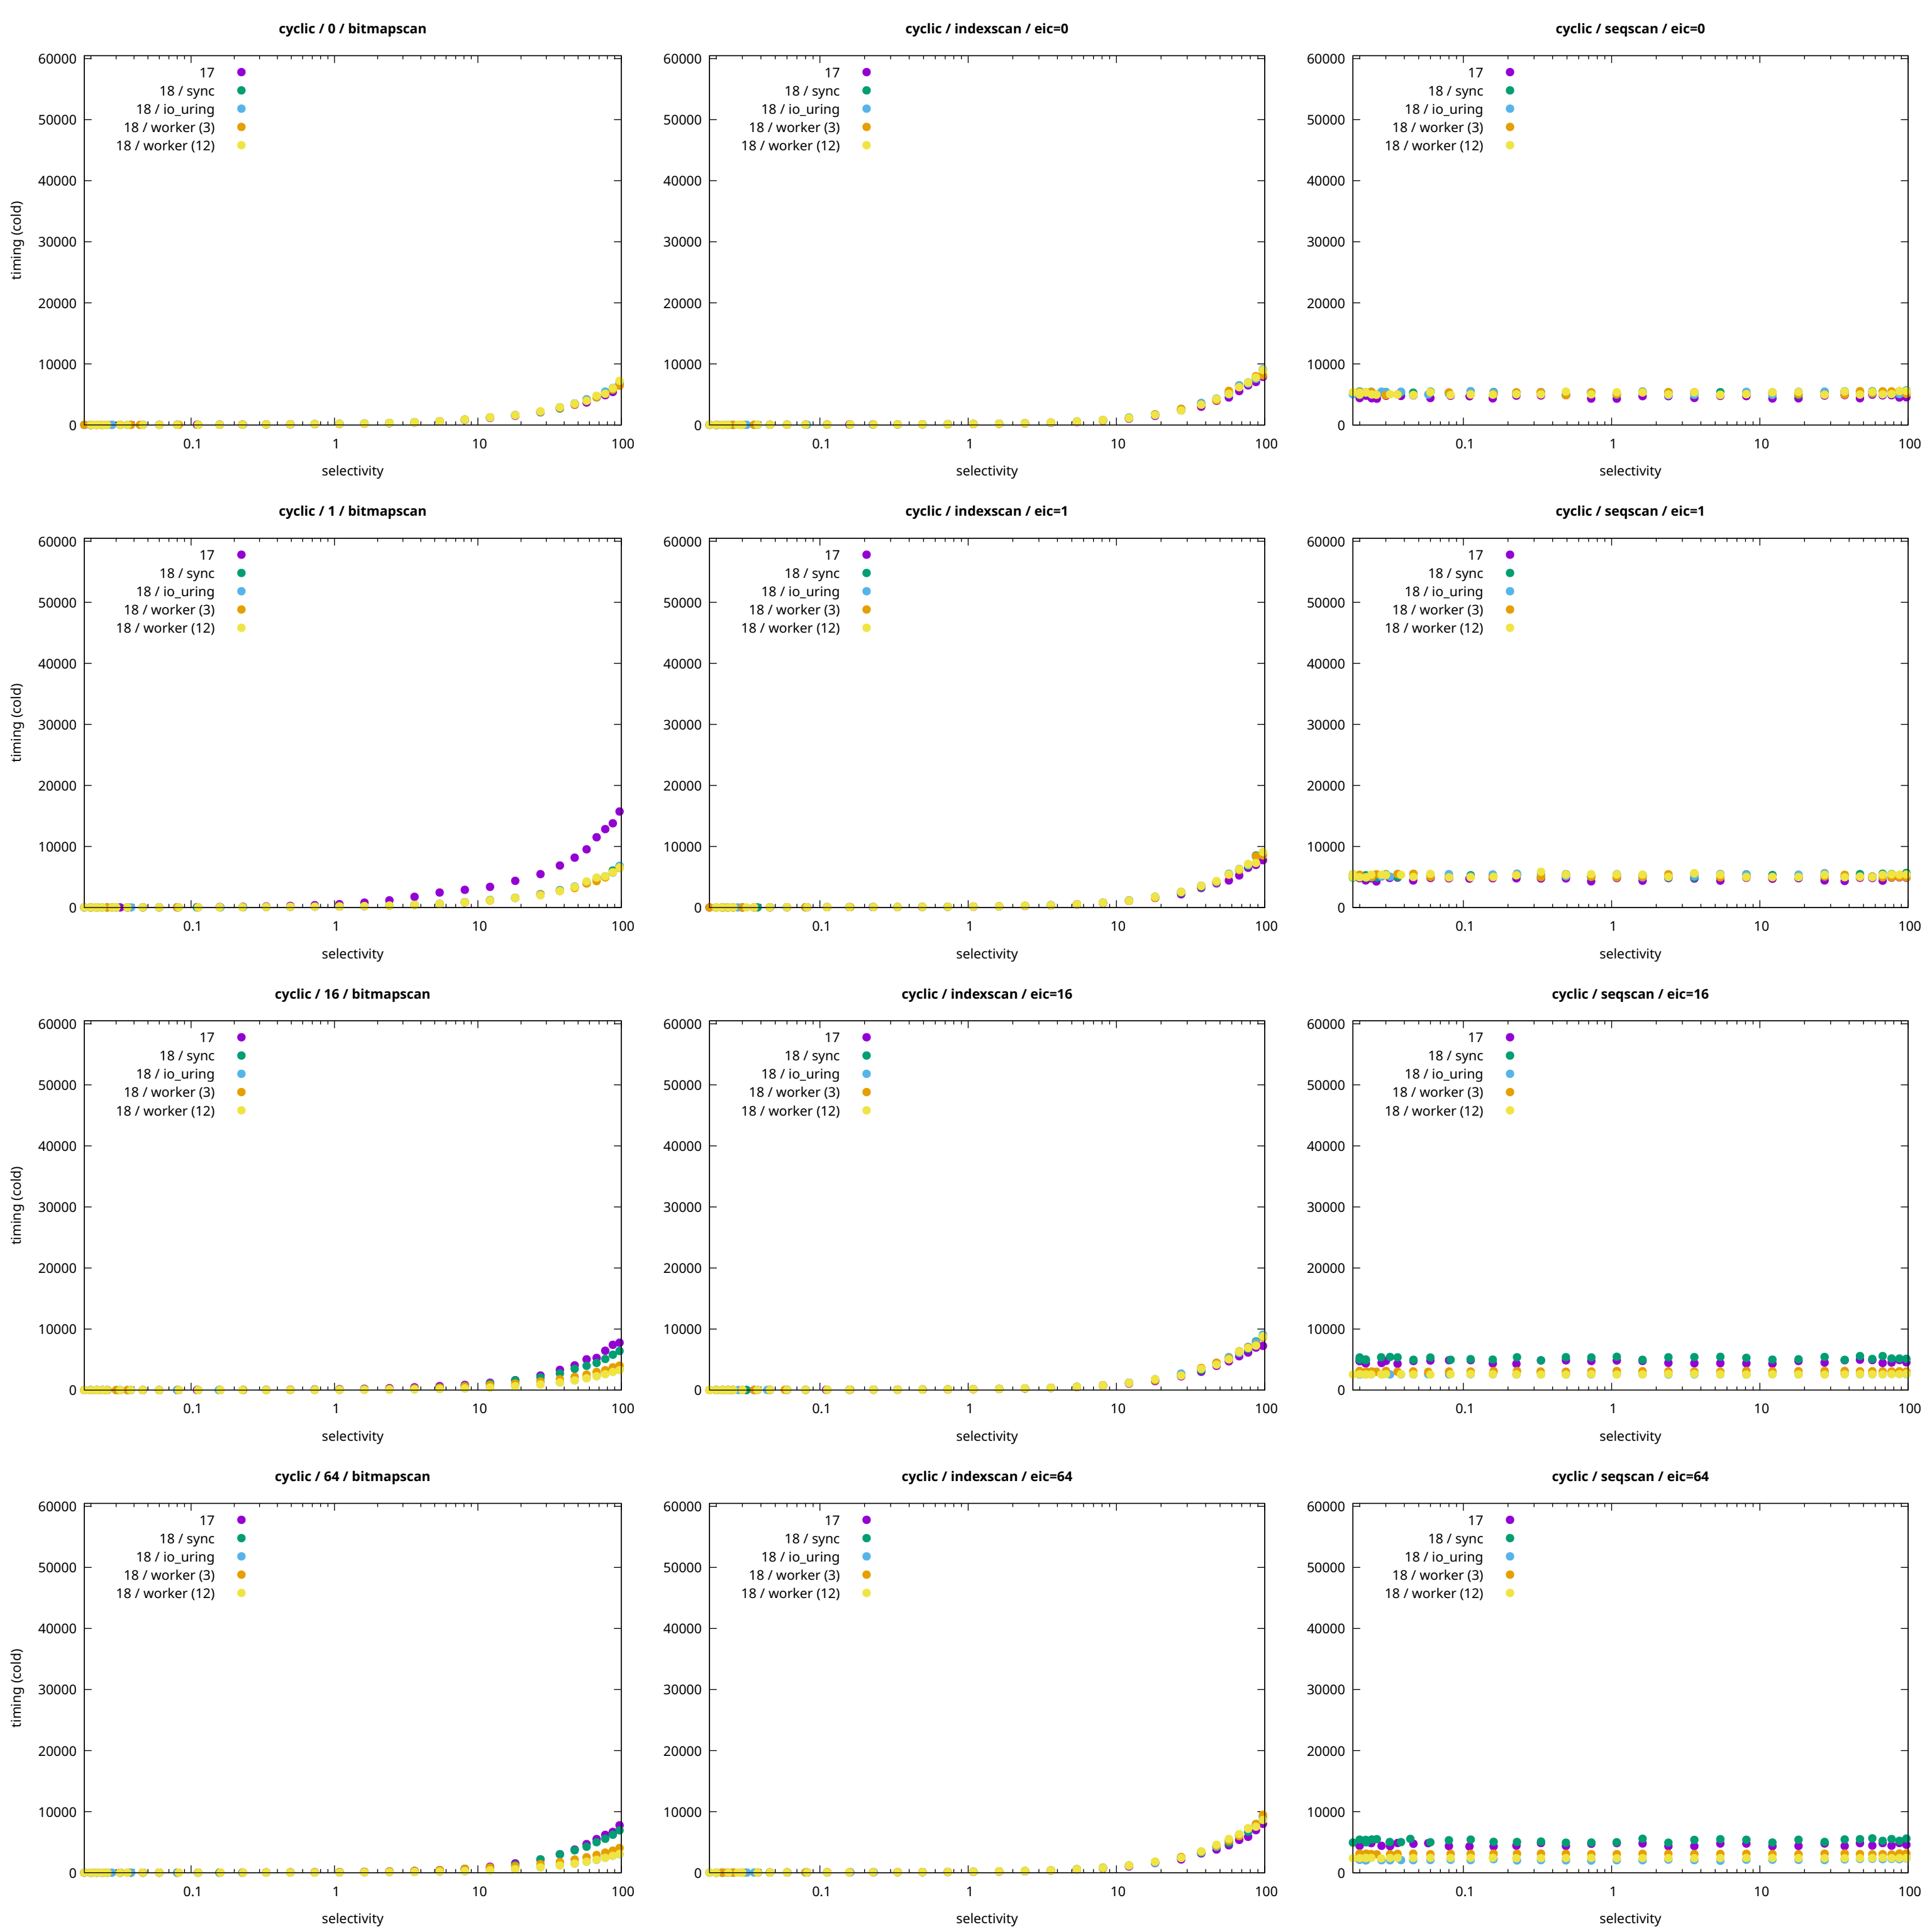 cyclic / 0 / bitmapscan
60000
50000
40000
30000
20000
10000
0
timing (cold)
17
18 / sync
18 / io_uring
18 / worker (3)
18 / worker (12)
0.1 1 10 100
selectivity
cyclic / indexscan / eic=0
60000
50000
40000
30000
20000
10000
0
17
18 / sync
18 / io_uring
18 / worker (3)
18 / worker (12)
0.1 1 10 100
selectivity
cyclic / seqscan / eic=0
60000
50000
40000
30000
20000
10000
0
17
18 / sync
18 / io_uring
18 / worker (3)
18 / worker (12)
0.1 1 10 100
selectivity
cyclic / 1 / bitmapscan
60000
50000
40000
30000
20000
10000
0
timing (cold)
17
18 / sync
18 / io_uring
18 / worker (3)
18 / worker (12)
0.1 1 10 100
selectivity
cyclic / indexscan / eic=1
60000
50000
40000
30000
20000
10000
0
17
18 / sync
18 / io_uring
18 / worker (3)
18 / worker (12)
0.1 1 10 100
selectivity
cyclic / seqscan / eic=1
60000
50000
40000
30000
20000
10000
0
17
18 / sync
18 / io_uring
18 / worker (3)
18 / worker (12)
0.1 1 10 100
selectivity
cyclic / 16 / bitmapscan
60000
50000
40000
30000
20000
10000
0
timing (cold)
17
18 / sync
18 / io_uring
18 / worker (3)
18 / worker (12)
0.1 1 10 100
selectivity
cyclic / indexscan / eic=16
60000
50000
40000
30000
20000
10000
0
17
18 / sync
18 / io_uring
18 / worker (3)
18 / worker (12)
0.1 1 10 100
selectivity
cyclic / seqscan / eic=16
60000
50000
40000
30000
20000
10000
0
17
18 / sync
18 / io_uring
18 / worker (3)
18 / worker (12)
0.1 1 10 100
selectivity
cyclic / 64 / bitmapscan
60000
50000
40000
30000
20000
10000
0
timing (cold)
17
18 / sync
18 / io_uring
18 / worker (3)
18 / worker (12)
0.1 1 10 100
selectivity
cyclic / indexscan / eic=64
60000
50000
40000
30000
20000
10000
0
17
18 / sync
18 / io_uring
18 / worker (3)
18 / worker (12)
0.1 1 10 100
selectivity
cyclic / seqscan / eic=64
60000
50000
40000
30000
20000
10000
0
17
18 / sync
18 / io_uring
18 / worker (3)
18 / worker (12)
0.1 1 10 100
selectivity